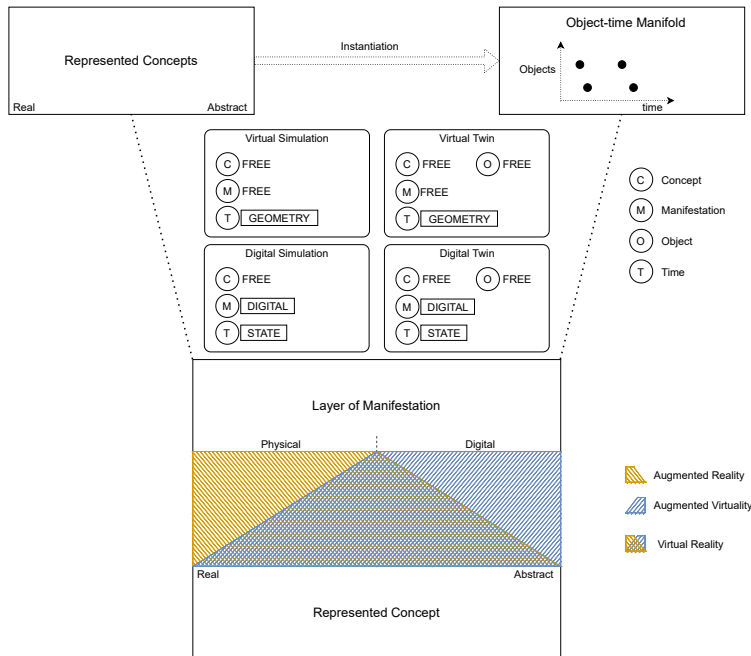 Represented Concepts
Real
Abstract
Instantiation
Object-time Manifold
Objects
time
Virtual Simulation
C FREE
M FREE
T GEOMETRY
Virtual Twin
C FREE O FREE
M FREE
T GEOMETRY
Digital Simulation
C FREE
M DIGITAL
T STATE
Digital Twin
C FREE O FREE
M DIGITAL
T STATE
C Concept
M Manifestation
O Object
T Time
Layer of Manifestation
Physical
Digital
Real
Abstract
Represented Concept
Augmented Reality
Augmented Virtuality
Virtual Reality